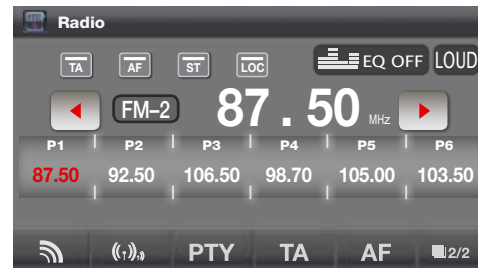 Radio
TA AF ST LOC EQ OFF LOUD
FM-2 87.50 MHz
P1 P2 P3 P4 P5 P6
87.50 92.50 106.50 98.70 105.00 103.50
PTY TA AF 2/2